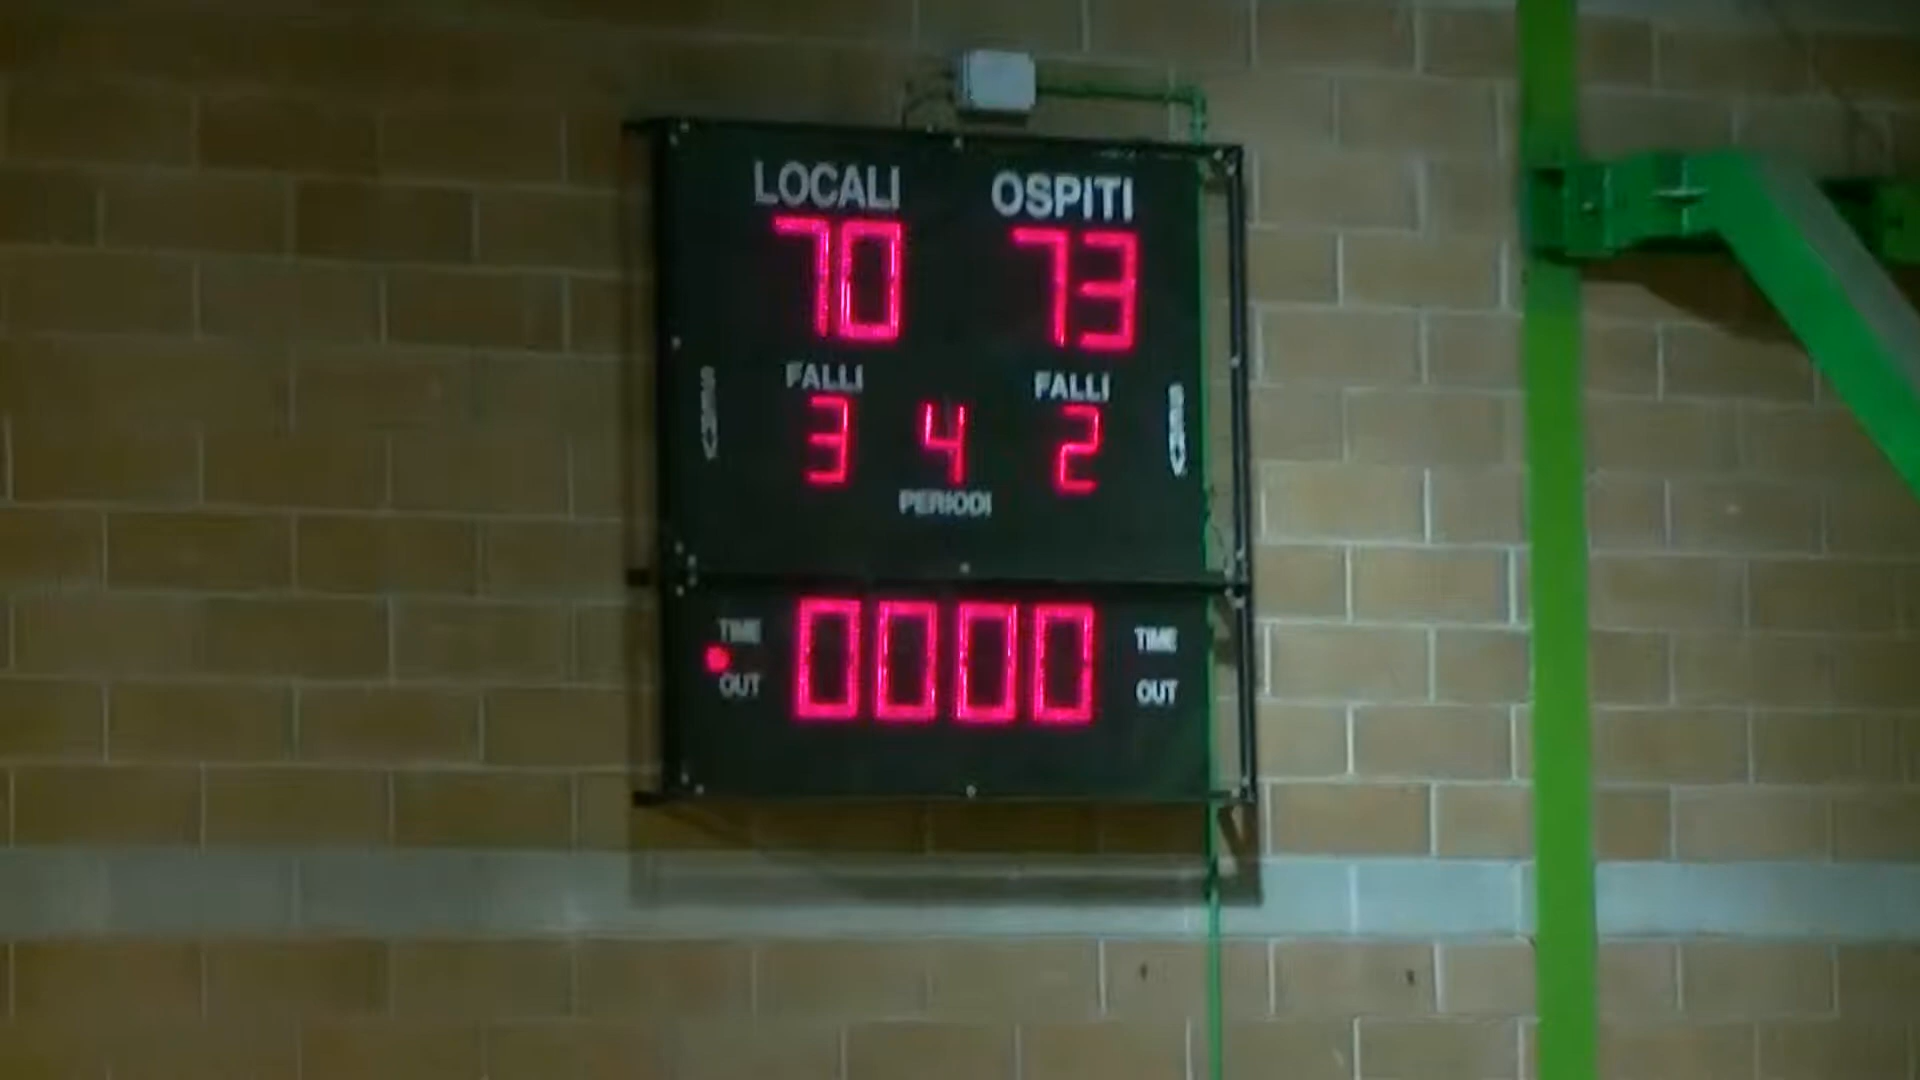 LOCALI OSPITI
70 73
FALLI FALLI
3 4 2
PERIODI
TIME TIME
0000
OUT OUT